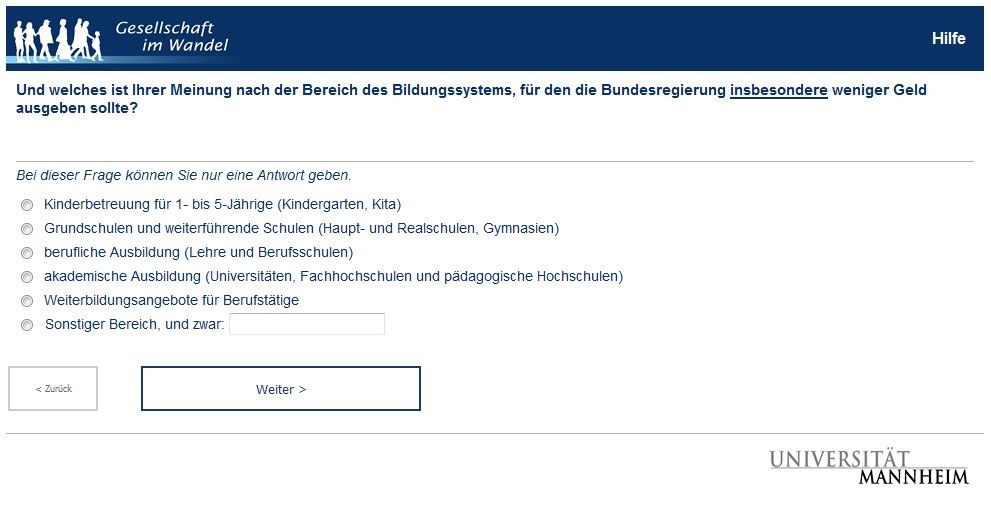 Gesellschaft
im Wandel
Hilfe
Und welches ist Ihrer Meinung nach der Bereich des Bildungssystems, für den die Bundesregierung insbesondere weniger Geld
ausgeben sollte?
Bei dieser Frage können Sie nur eine Antwort geben.
Kinderbetreuung für 1- bis 5-Jährige (Kindergarten, Kita)
Grundschulen und weiterführende Schulen (Haupt- und Realschulen, Gymnasien)
berufliche Ausbildung (Lehre und Berufsschulen)
akademische Ausbildung (Universitäten, Fachhochschulen und pädagogische Hochschulen)
Weiterbildungsangebote für Berufstätige
Sonstiger Bereich, und zwar:
< Zurück
Weiter >
UNIVERSITÄT
MANNHEIM